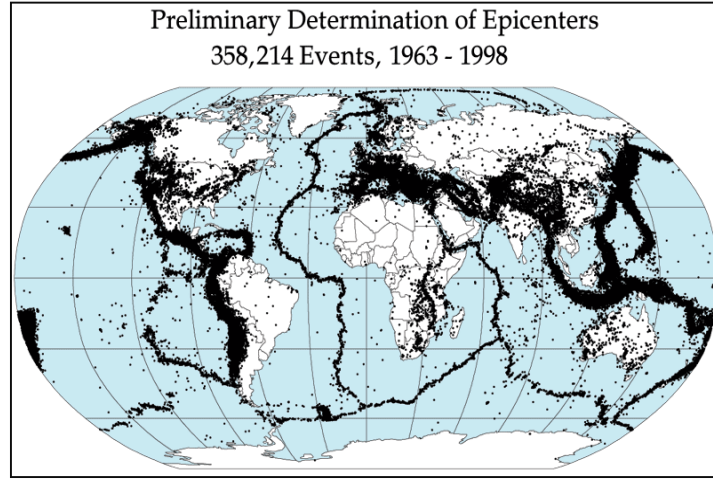 Preliminary Determination of Epicenters
358,214 Events, 1963 - 1998